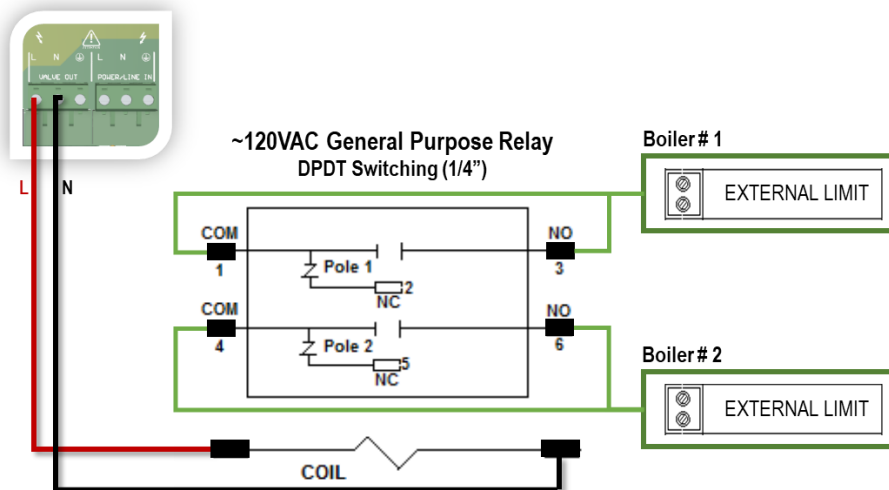 L N L N
VALVE OUT POWER/LINE IN
L N
~120VAC General Purpose Relay
DPDT Switching (1/4")
Boiler # 1
EXTERNAL LIMIT
COM
1
Pole 1
2
NC
NO
3
COM
4
Pole 2
5
NC
NO
6
Boiler # 2
EXTERNAL LIMIT
COIL